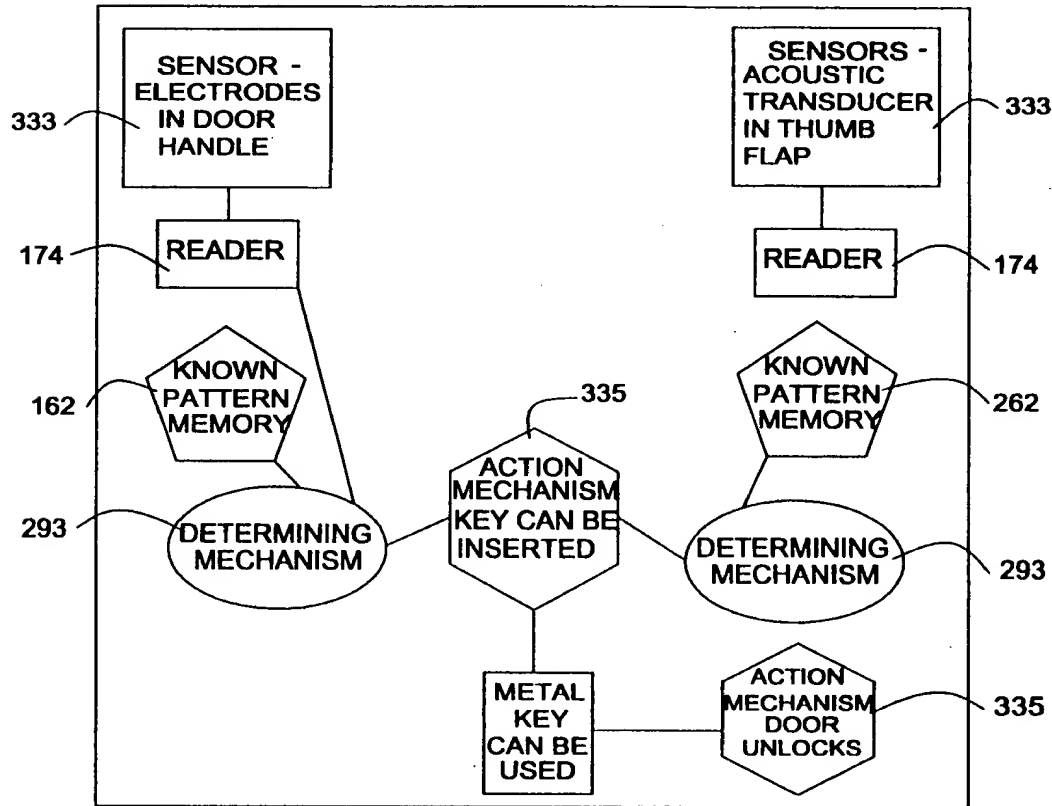 SENSOR -
ELECTRODES
IN DOOR
HANDLE
333
SENSORS -
ACOUSTIC
TRANSDUCER
IN THUMB
FLAP
333
READER
174
READER
174
KNOWN
PATTERN
MEMORY
162
KNOWN
PATTERN
MEMORY
262
335
ACTION
MECHANISM
KEY CAN BE
INSERTED
DETERMINING
MECHANISM
293
DETERMINING
MECHANISM
293
METAL
KEY
CAN BE
USED
ACTION
MECHANISM
DOOR
UNLOCKS
335